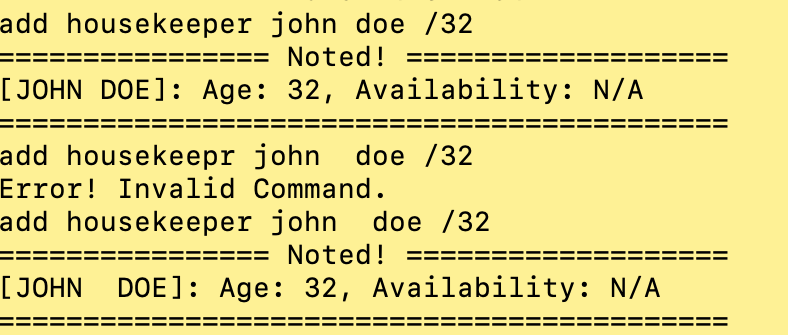 add housekeeper john doe /32
================ Noted! ===================
[JOHN DOE]: Age: 32, Availability: N/A
===========================================
add housekeepr john  doe /32
Error! Invalid Command.
add housekeeper john  doe /32
================ Noted! ===================
[JOHN  DOE]: Age: 32, Availability: N/A
===========================================